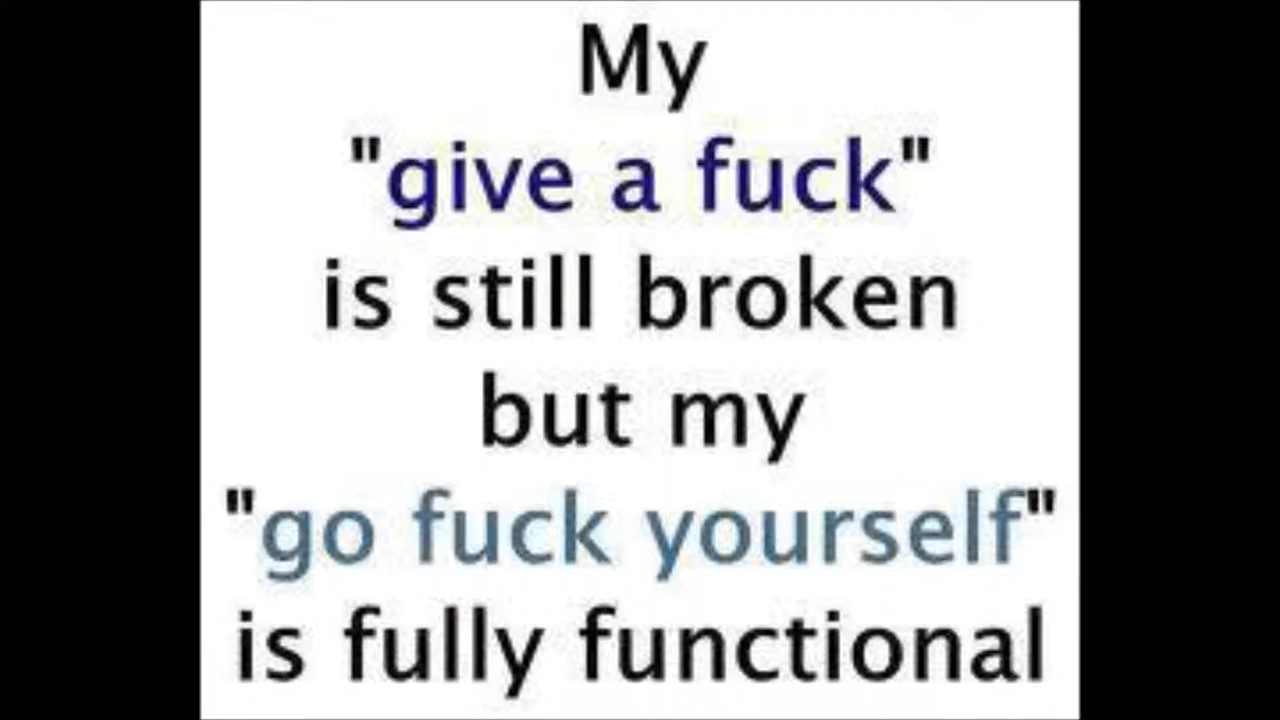 My
"give a fuck"
is still broken
but my
"go fuck yourself"
is fully functional